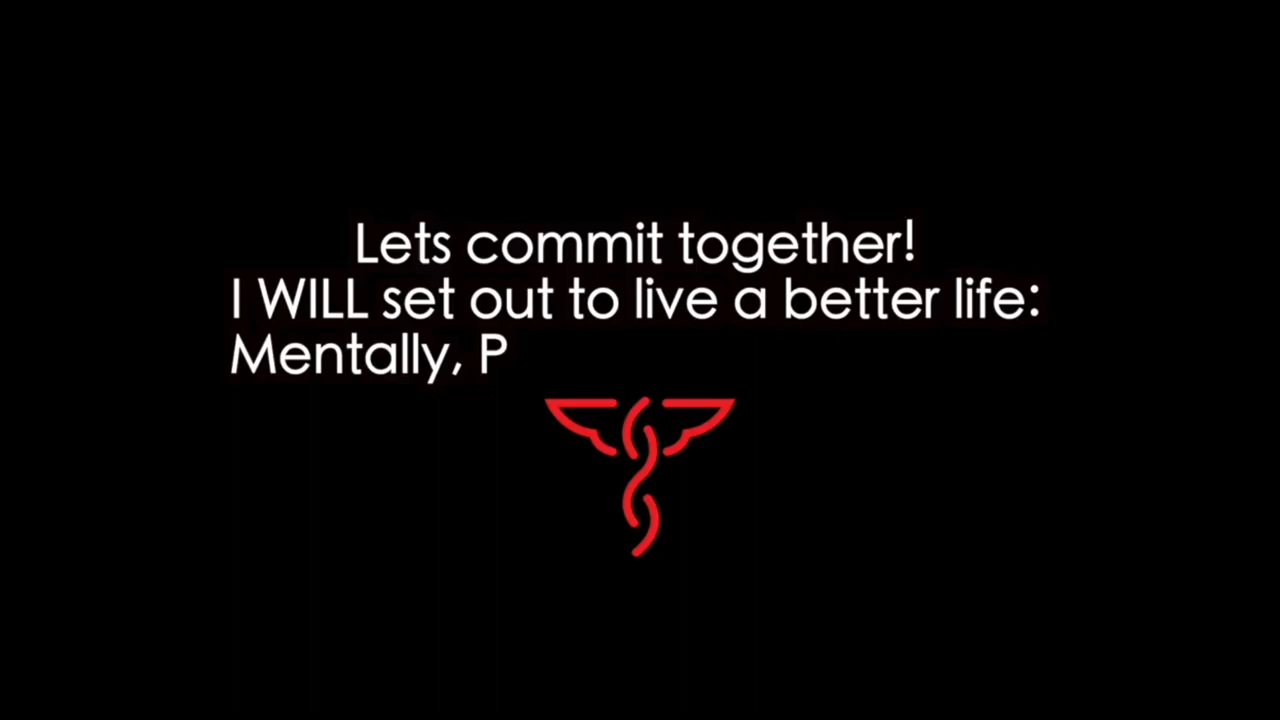 Lets commit together!
I WILL set out to live a better life:
Mentally, P